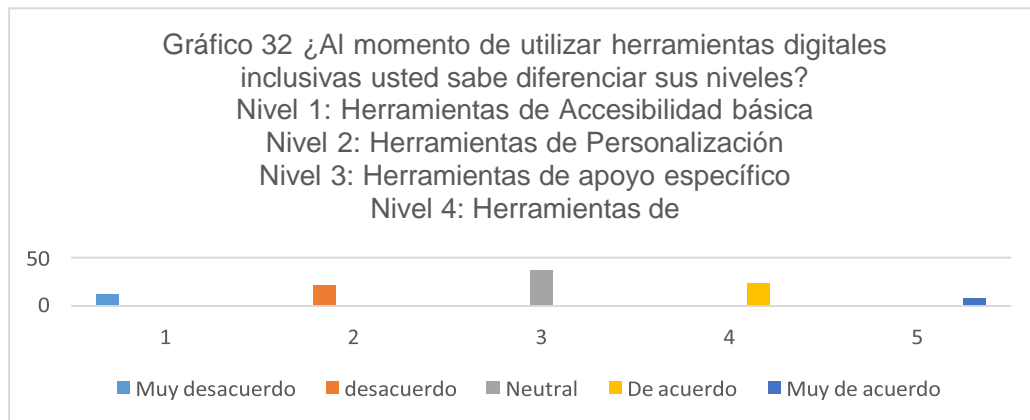 Gráfico 32 ¿Al momento de utilizar herramientas digitales
inclusivas usted sabe diferenciar sus niveles?
Nivel 1: Herramientas de Accesibilidad básica
Nivel 2: Herramientas de Personalización
Nivel 3: Herramientas de apoyo específico
Nivel 4: Herramientas de
50
0
1 2 3 4 5
Muy desacuerdo desacuerdo Neutral De acuerdo Muy de acuerdo